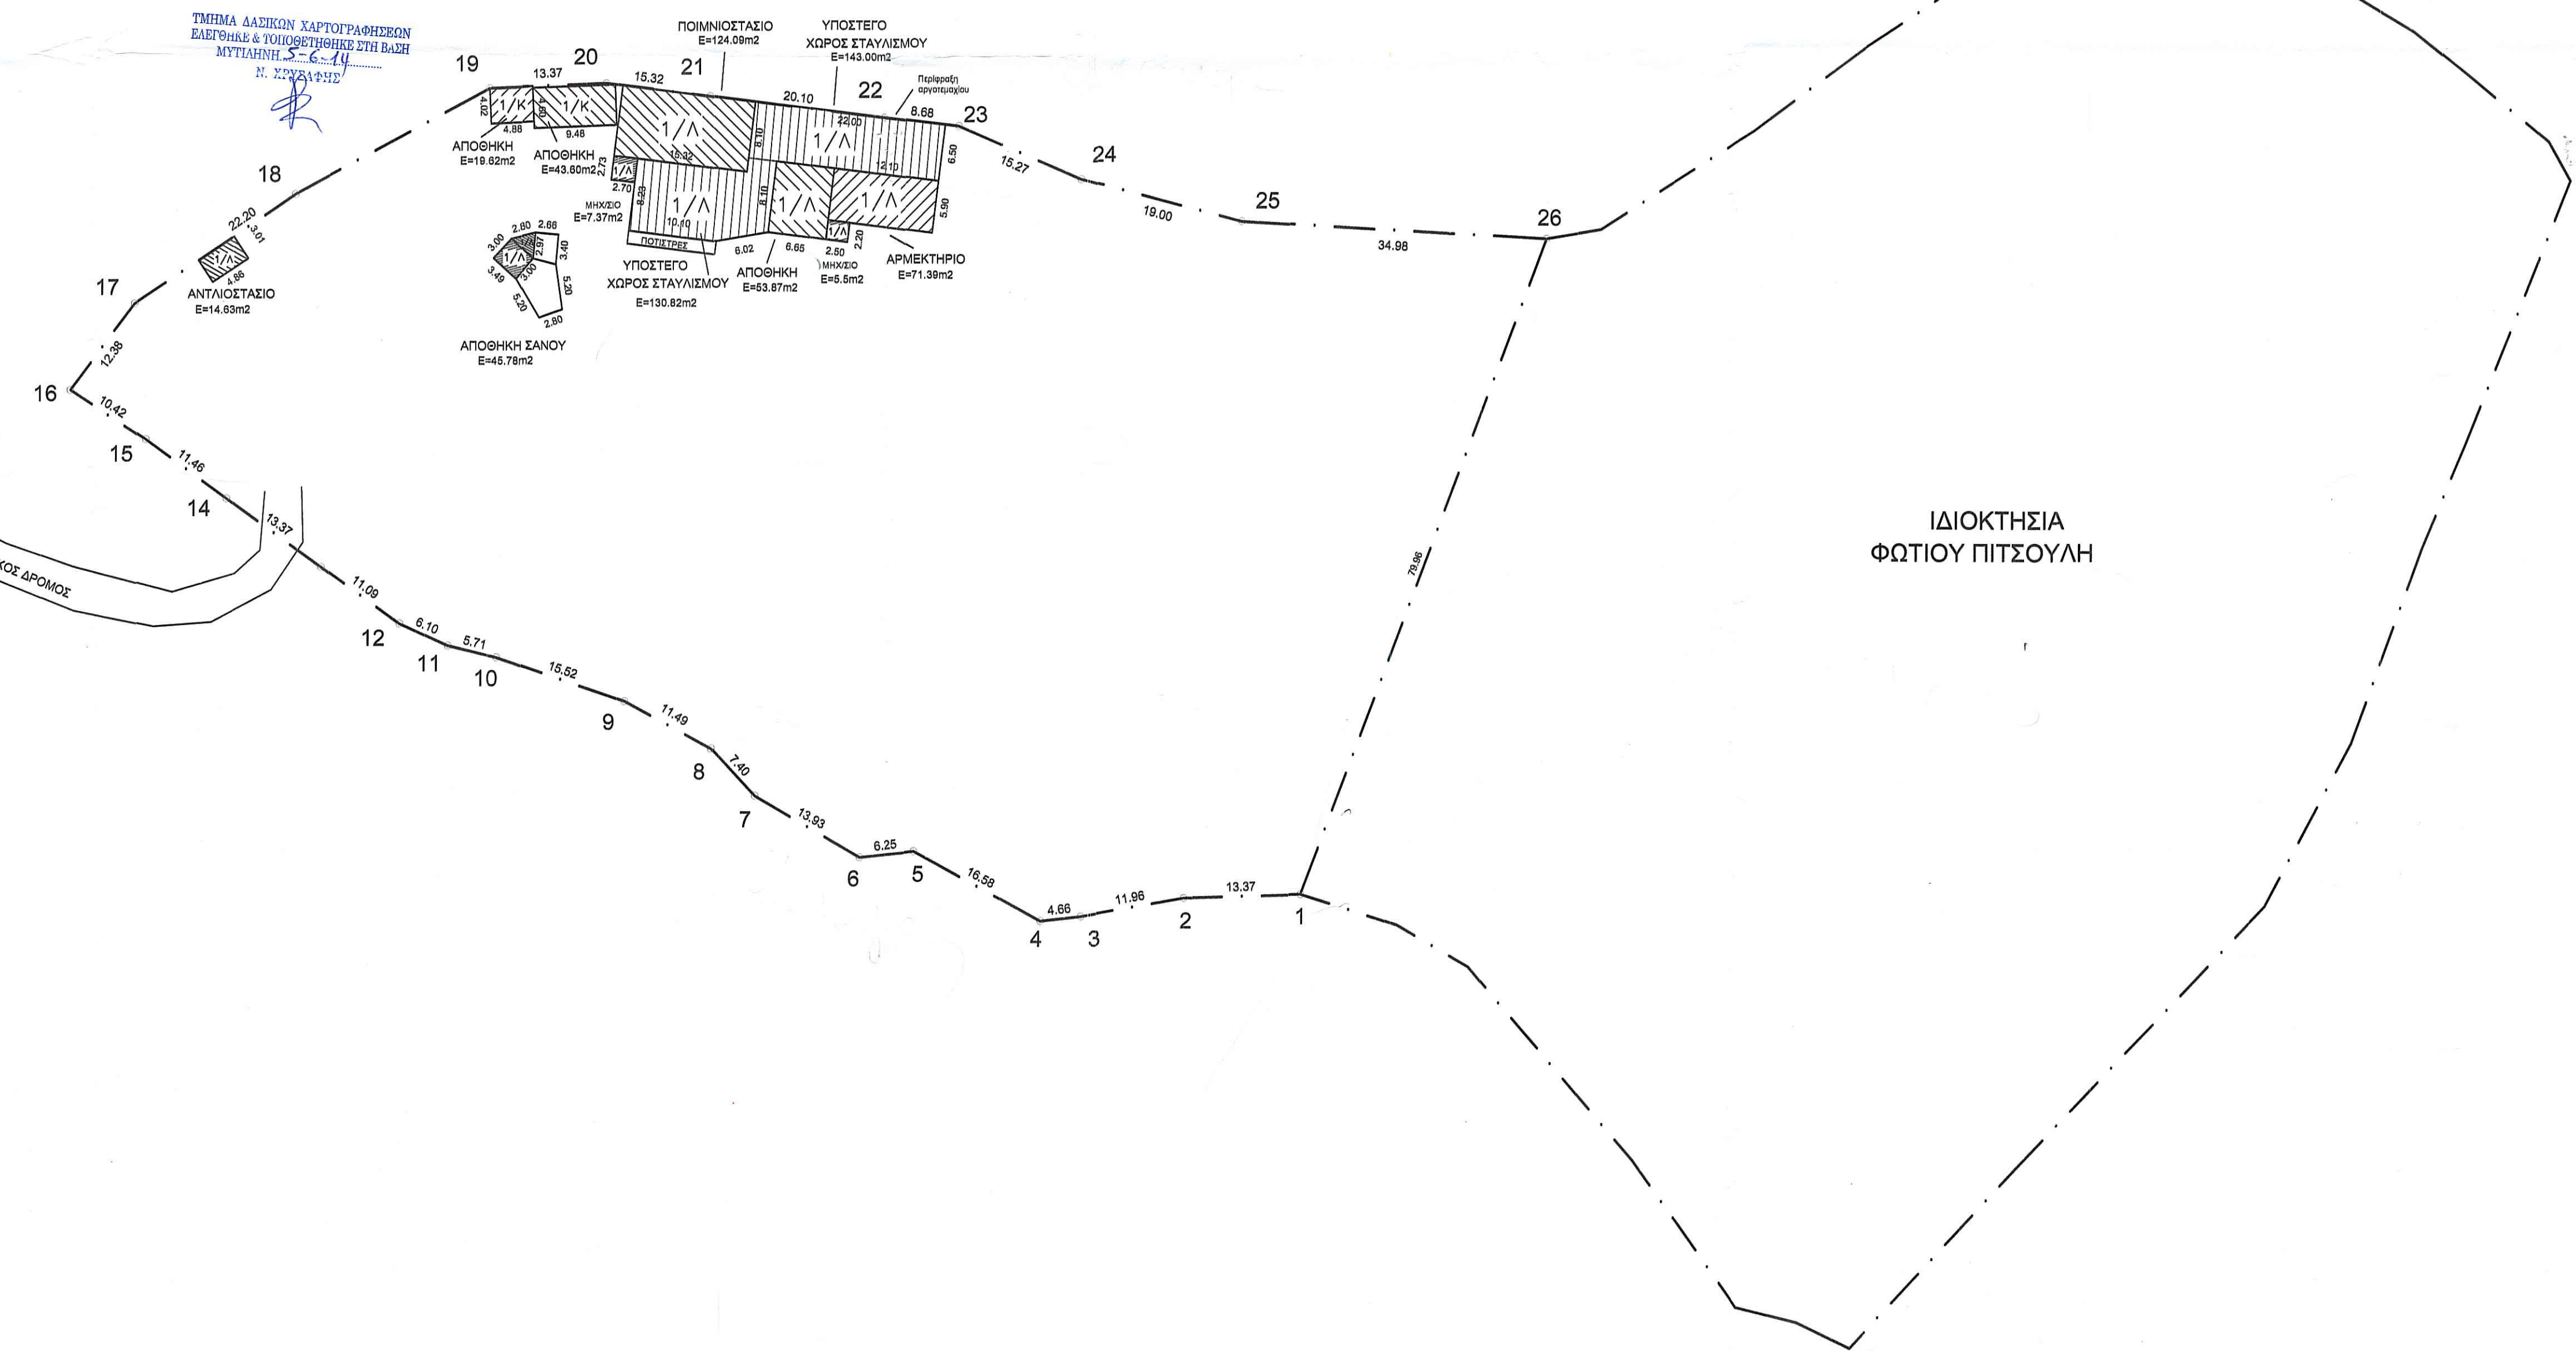 ΤΜΗΜΑ ΔΑΣΙΚΩΝ ΧΑΡΤΟΓΡΑΦΗΣΕΩΝ
ΕΛΕΓΘΗΚΕ & ΤΟΠΟΘΕΤΗΘΗΚΕ ΣΤΗ ΒΑΣΗ
ΜΥΤΙΛΗΝΗ 5-6-14
Ν. ΧΡΥΣΑΦΗΣ
ΠΟΙΜΝΙΟΣΤΑΣΙΟ
E=124.09m2
ΥΠΟΣΤΕΓΟ
ΧΩΡΟΣ ΣΤΑΥΛΙΣΜΟΥ
E=143.00m2
Περίφραξη
αργοτεμαχίου
19
13.37
20
15.32
21
20.10
22
8.68
23
15.27
24
19.00
25
34.98
26
4.02
1/Κ
4.88
4.60
1/Κ
9.48
ΑΠΟΘΗΚΗ
E=19.62m2
ΑΠΟΘΗΚΗ
E=43.60m2
1/Λ
15.32
8.10
22.00
1/Λ
12.10
6.50
2.73
1/Λ
2.70
8.23
1/Λ
10.10
8.10
1/Λ
1/Λ
5.90
ΜΗΧ/ΣΙΟ
E=7.37m2
ΠΟΤΙΣΤΡΕΣ
6.02
6.65
1/Λ
2.50
2.20
ΥΠΟΣΤΕΓΟ
ΧΩΡΟΣ ΣΤΑΥΛΙΣΜΟΥ
E=130.82m2
ΑΠΟΘΗΚΗ
E=53.87m2
ΜΗΧ/ΣΙΟ
E=5.5m2
ΑΡΜΕΚΤΗΡΙΟ
E=71.39m2
18
22.20
3.01
1/Λ
4.86
ΑΝΤΛΙΟΣΤΑΣΙΟ
E=14.63m2
3.00
2.80
2.66
1/Λ
2.97
3.40
3.49
3.00
5.20
5.20
2.80
ΑΠΟΘΗΚΗ ΣΑΝΟΥ
E=45.78m2
17
12.38
16
10.42
15
11.46
14
13.37
11.09
ΚΟΣ ΔΡΟΜΟΣ
12
6.10
11
5.71
10
15.52
9
11.49
8
7.40
7
13.93
6
6.25
5
16.58
4
4.66
3
11.96
2
13.37
1
79.96
ΙΔΙΟΚΤΗΣΙΑ
ΦΩΤΙΟΥ ΠΙΤΣΟΥΛΗ